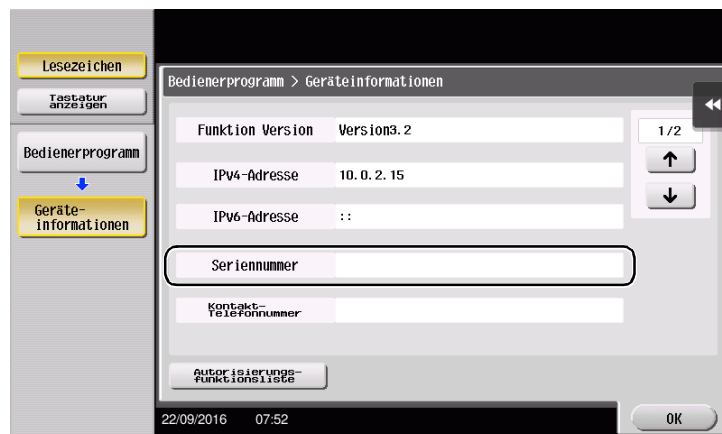 Lesezeichen
Tastatur
anzeigen
Bedienerprogramm
Geräte-
informationen
Bedienerprogramm > Geräteinformationen
Funktion Version Version3.2
1/2
IPv4-Adresse 10.0.2.15
IPv6-Adresse ::
Seriennummer
Kontakt-
Telefonnummer
Autorisierungs-
funktionsliste
22/09/2016 07:52
OK